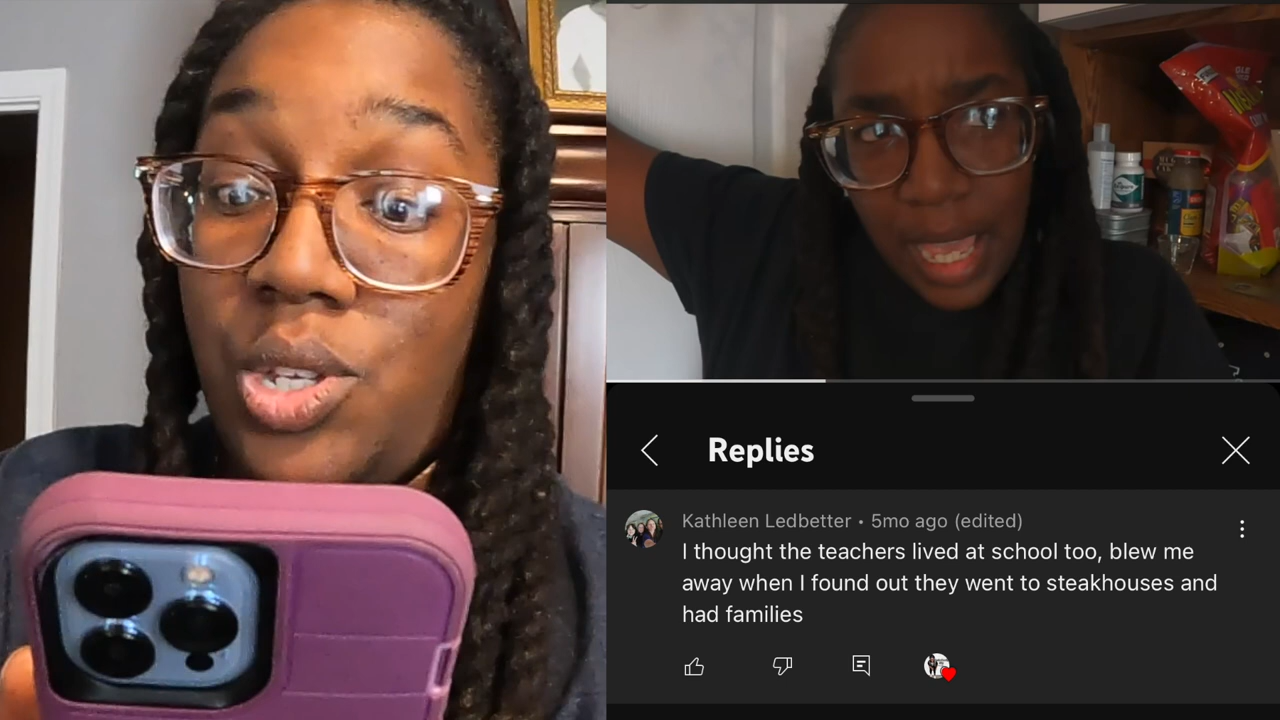 Replies
Kathleen Ledbetter • 5mo ago (edited)
I thought the teachers lived at school too, blew me
away when I found out they went to steakhouses and
had families